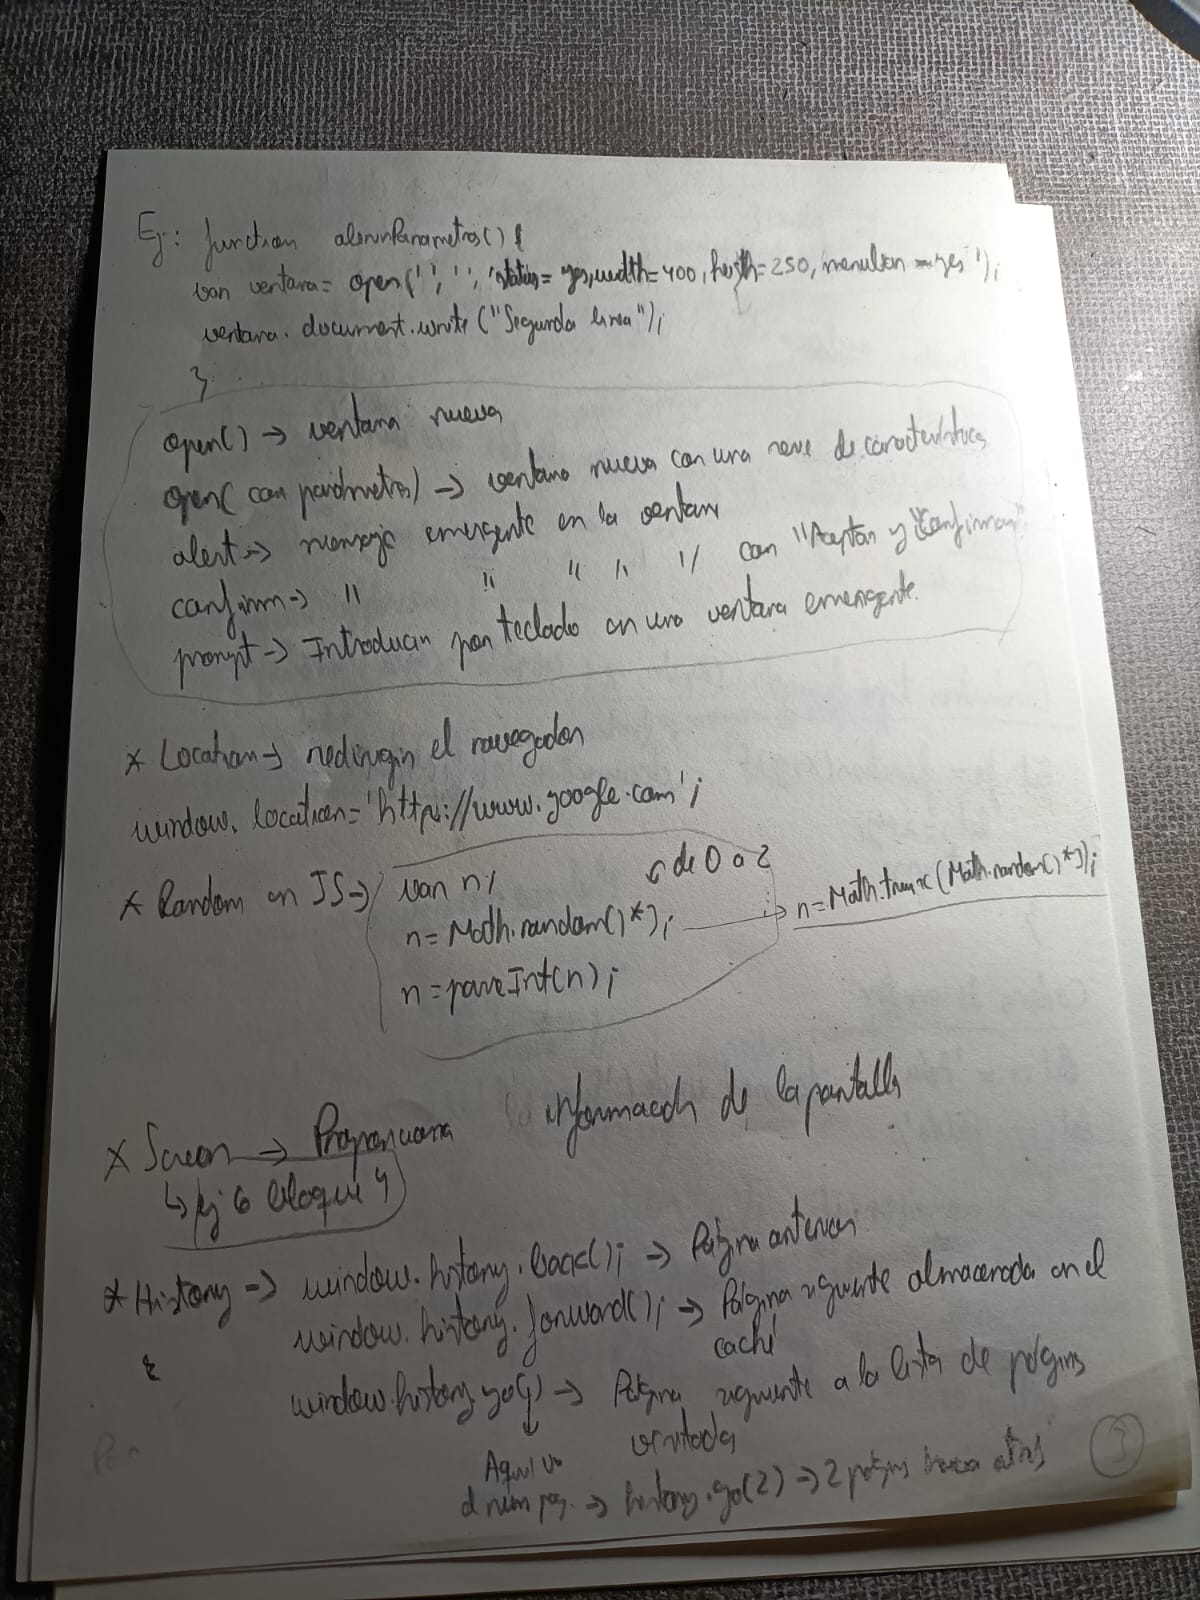 Ej: function abrirParametros() {
var ventana = open('','','status=yes,width=400,heigth=250,menubar=yes');
ventana.document.write("Segunda linea");
}
open() → ventana nueva
open(con parámetros) → ventana nueva con una serie de características
alert → mensaje emergente en la ventana
confirm → " " " " " con "Aceptar y "Confirmar"
prompt → Introducir por teclado en una ventana emergente.
* Location → redirigir el navegador
window.location='https://www.google.com';
* Random en JS → var n;
de 0 a 2
n = Math.random()*3; → n=Math.trunc(Math.random()*3);
n = parseInt(n);
* Screen → Proporciona información de la pantalla
↳ Ej 6 bloque 4
* History → window.history.back(); → Página anterior
window.history.forward(); → Página siguiente almacenada en el
caché
window.history.go() → Página siguiente a la lista de páginas
visitadas
Aquí va
el núm pag. → history.go(2) → 2 páginas hacia atrás
3